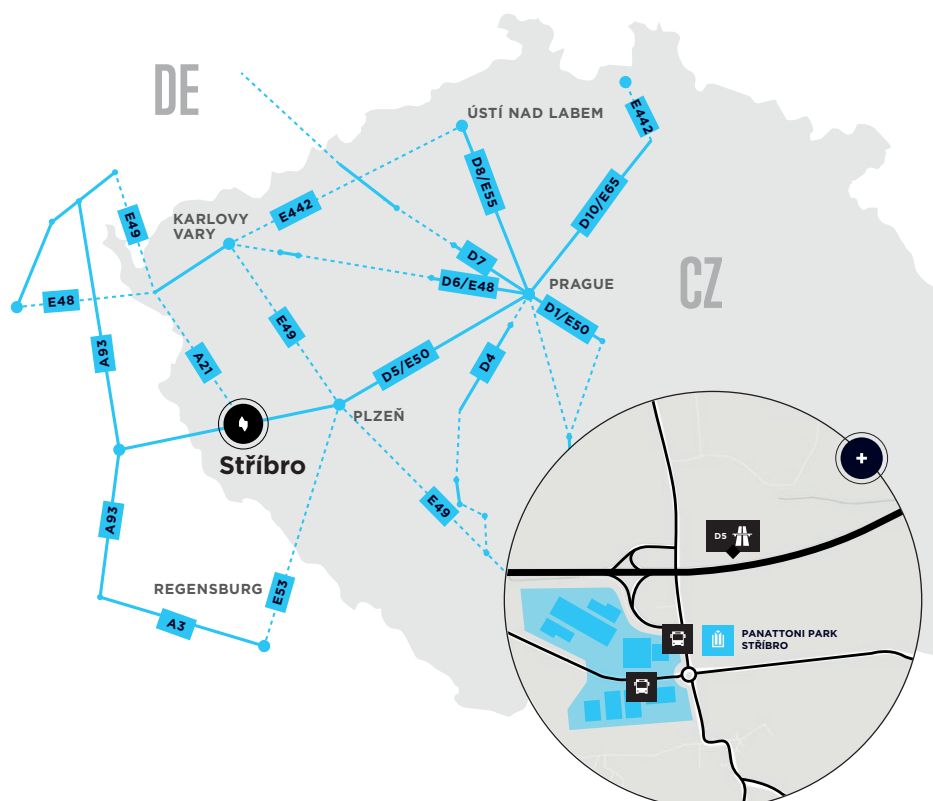 DE
ÚSTÍ NAD LABEM
E442
D8/E55
D10/E65
E442
E49
KARLOVY
VARY
D7
D6/E48
PRAGUE
CZ
E48
D1/E50
E49
A93
A21
D5/E50
D4
PLZEŇ
Stříbro
A93
E49
D5
REGENSBURG
E53
A3
PANATTONI PARK
STŘÍBRO